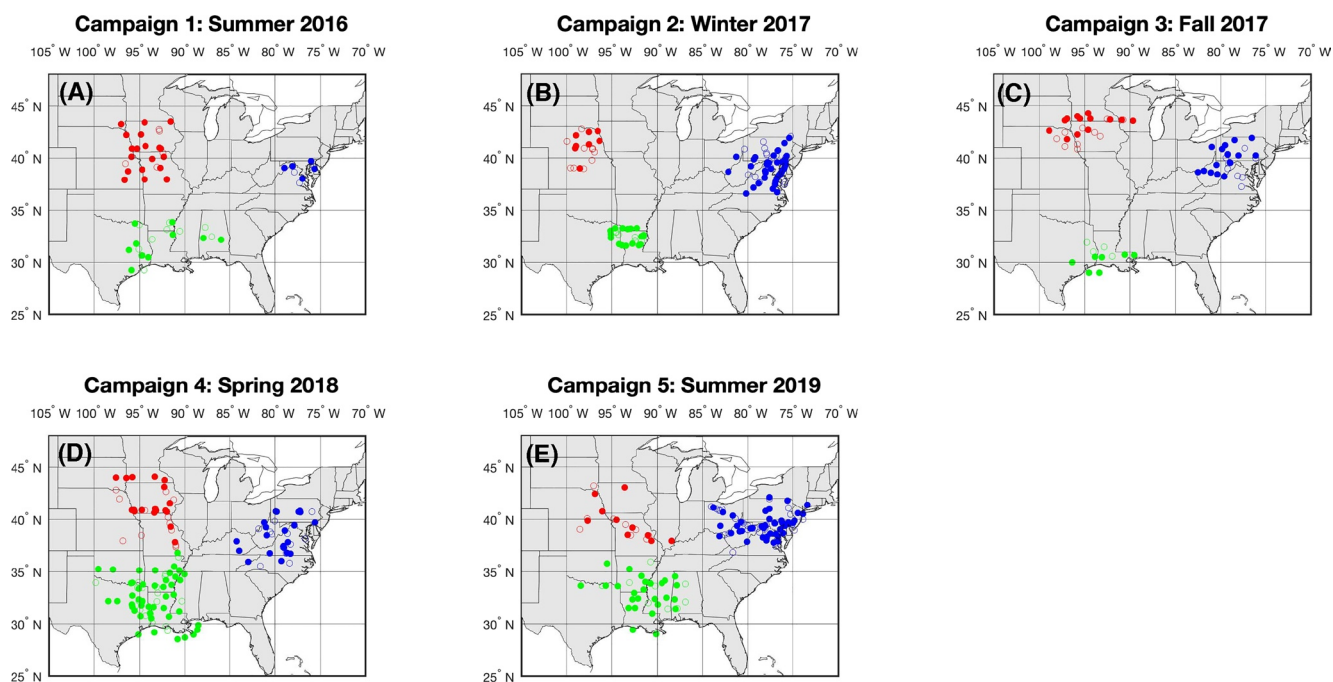 Campaign 1: Summer 2016
105° W 100° W 95° W 90° W 85° W 80° W 75° W 70° W
(A)
45° N
40° N
35° N
30° N
25° N
Campaign 2: Winter 2017
105° W 100° W 95° W 90° W 85° W 80° W 75° W 70° W
(B)
45° N
40° N
35° N
30° N
25° N
Campaign 3: Fall 2017
105° W 100° W 95° W 90° W 85° W 80° W 75° W 70° W
(C)
45° N
40° N
35° N
30° N
25° N
Campaign 4: Spring 2018
105° W 100° W 95° W 90° W 85° W 80° W 75° W 70° W
(D)
45° N
40° N
35° N
30° N
25° N
Campaign 5: Summer 2019
105° W 100° W 95° W 90° W 85° W 80° W 75° W 70° W
(E)
45° N
40° N
35° N
30° N
25° N